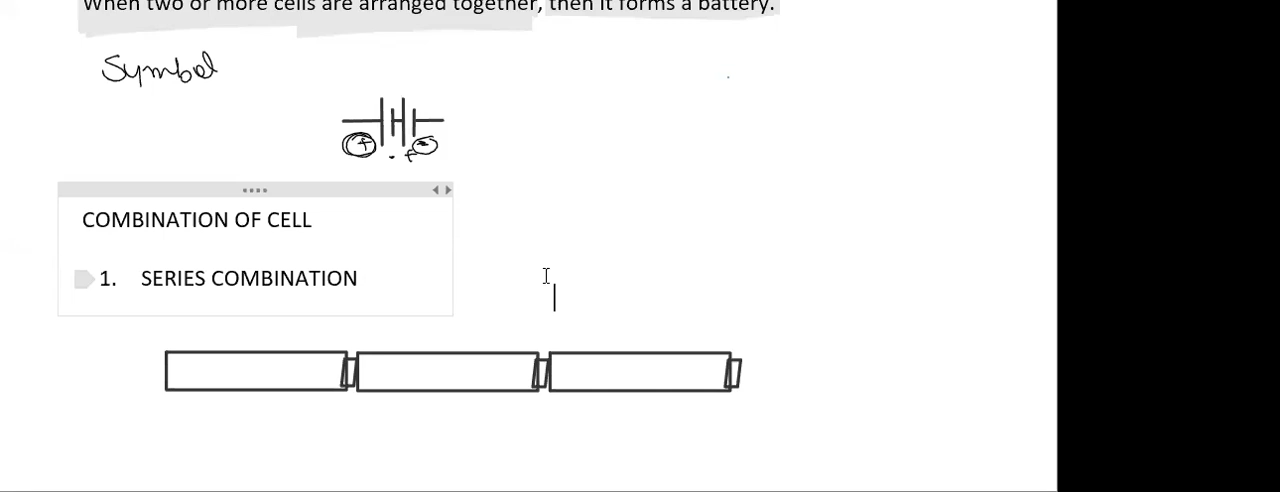 When two or more cells are arranged together, then it forms a battery.
Symbol
+ -
COMBINATION OF CELL
1. SERIES COMBINATION